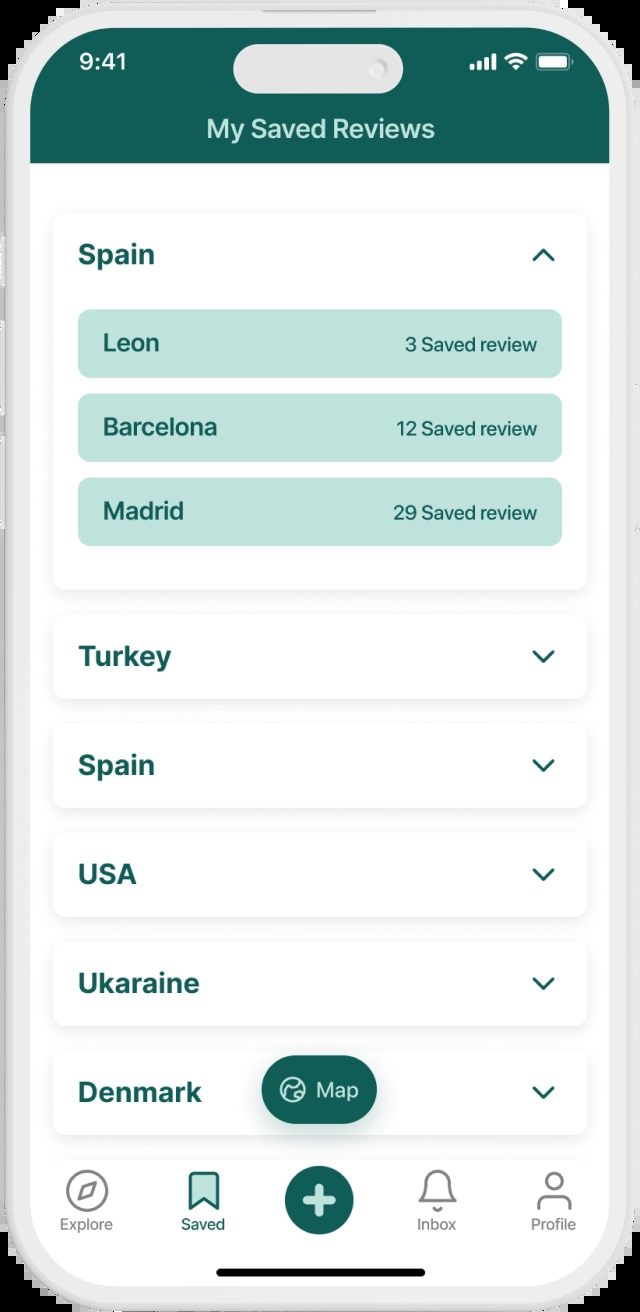 9:41
My Saved Reviews
Spain
Leon 3 Saved review
Barcelona 12 Saved review
Madrid 29 Saved review
Turkey
Spain
USA
Ukaraine
Denmark
Map
Explore Saved Inbox Profile